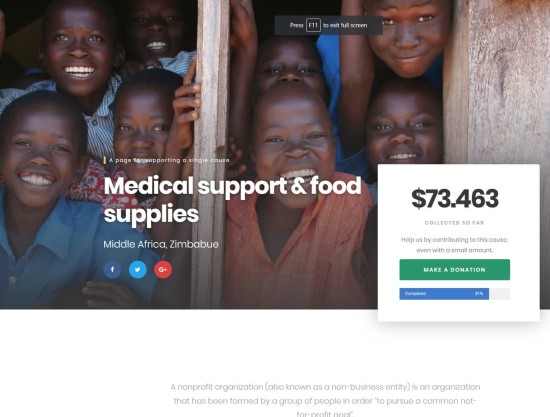 Press F11 to exit full screen
A page for supporting a single cause
Medical support & food
supplies
Middle Africa, Zimbabue
f
G+
$73.463
COLLECTED SO FAR
Help us by contributing to this cause,
even with a small amount.
MAKE A DONATION
Completed 81%
A nonprofit organization (also known as a non-business entity) is an organization
that has been formed by a group of people in order "to pursue a common not-
for-profit goal"